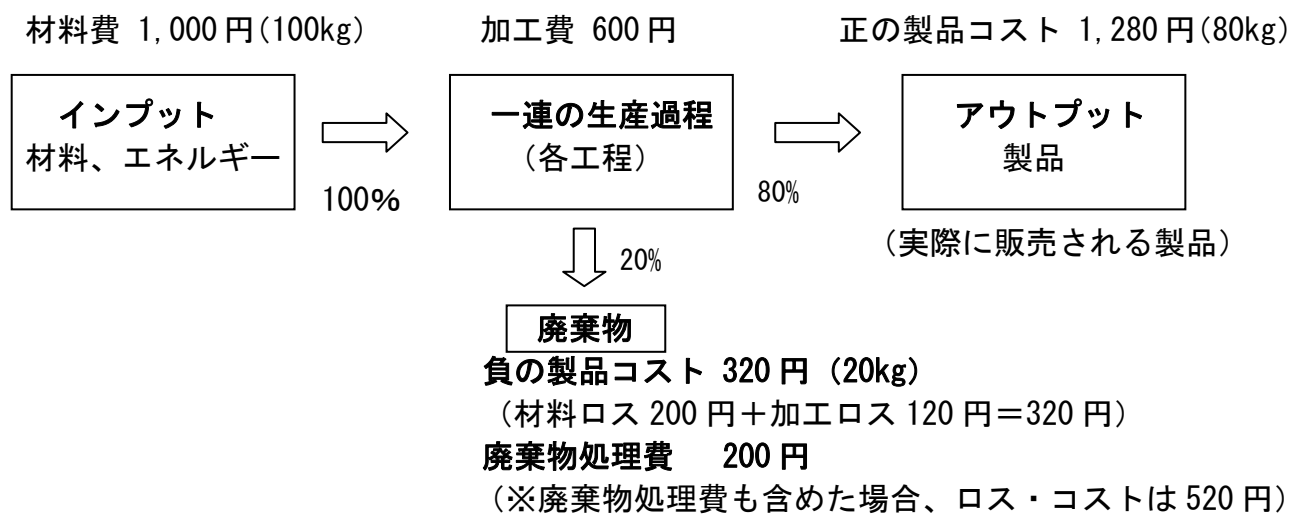 材料費 1,000円(100kg) 加工費 600円 正の製品コスト 1,280円(80kg)
インプット
材料、エネルギー
100%
一連の生産過程
(各工程)
80%
アウトプット
製品
(実際に販売される製品)
20%
廃棄物
負の製品コスト 320円 (20kg)
(材料ロス200円+加工ロス120円=320円)
廃棄物処理費 200円
(※廃棄物処理費も含めた場合、ロス・コストは520円)